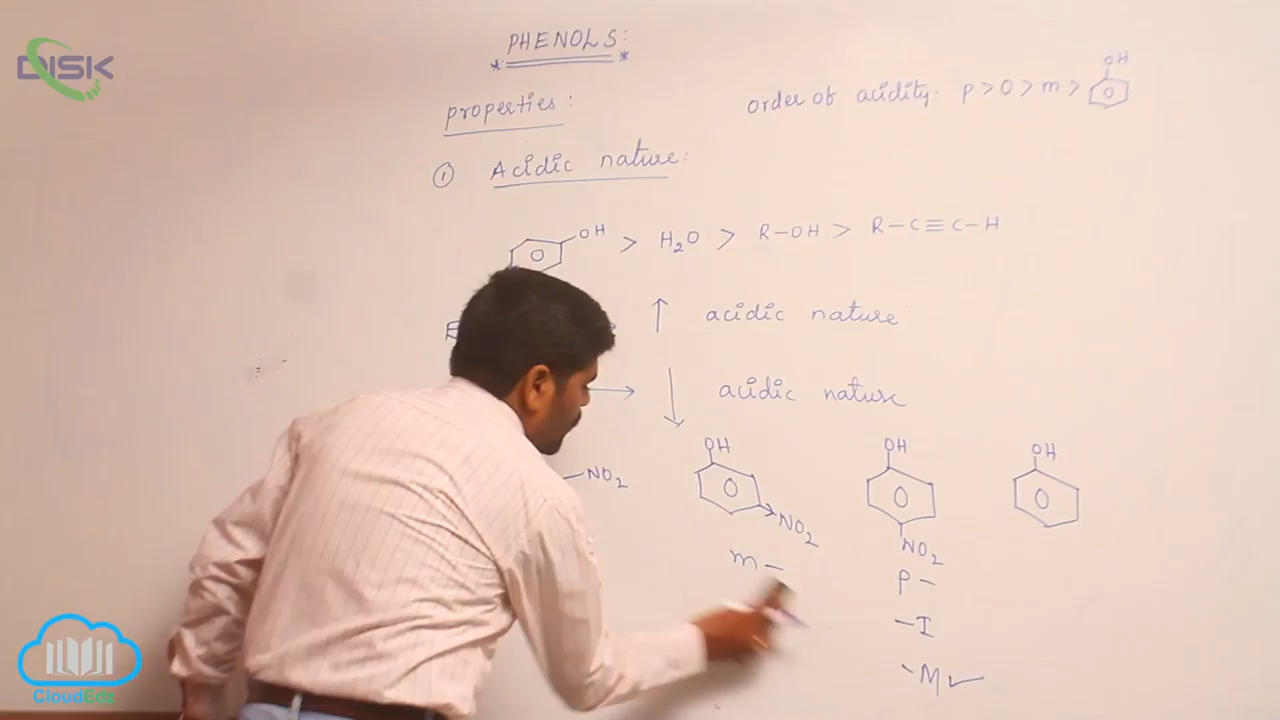 DISK
* PHENOLS: *
properties:
order of acidity: p > o > m > OH
① Acidic nature:
OH > H2O > R-OH > R-C≡C-H
↑ acidic nature
→ ↓ acidic nature
NO2 OH NO2 OH NO2 OH
m -
p -
-I
-M ✓
CloudEdz